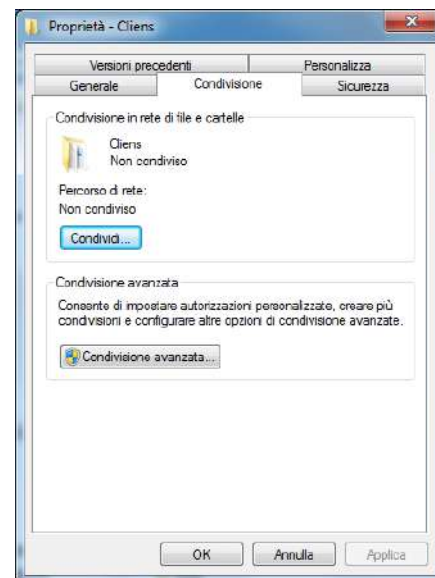 Proprietà - Cliens
Versioni precedenti
Personalizza
Generale
Condivisione
Sicurezza
Condivisione in rete di file e cartelle
Cliens
Non condiviso
Percorso di rete:
Non condiviso
Condividi...
Condivisione avanzata
Consente di impostare autorizzazioni personalizzate, creare più
condivisioni e configurare altre opzioni di condivisione avanzate.
Condivisione avanzata...
OK
Annulla
Applica